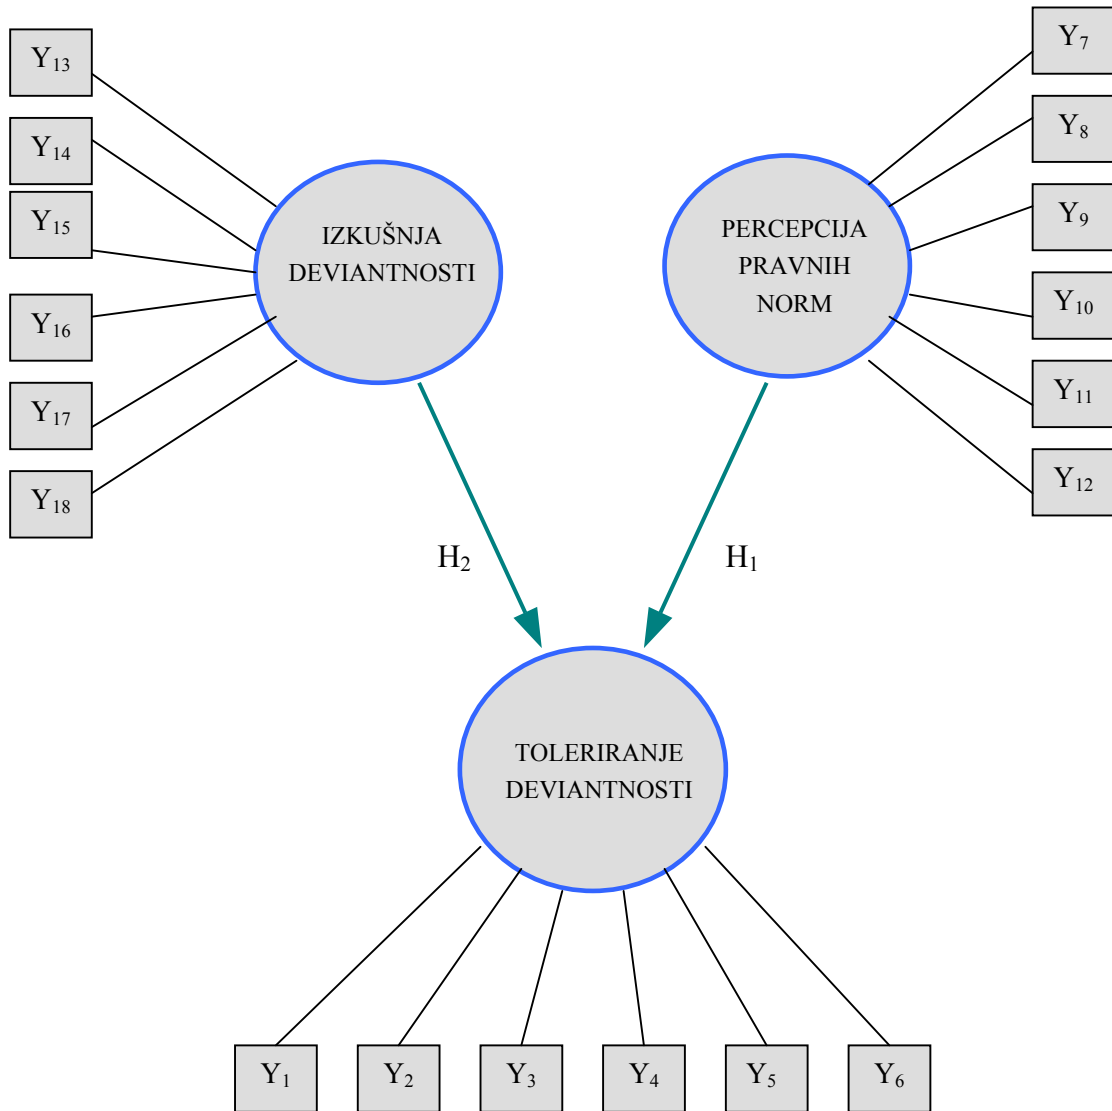 Y13
Y14
Y15
Y16
Y17
Y18
IZKUŠNJA
DEVIANTNOSTI
PERCEPCIJA
PRAVNIH
NORM
Y7
Y8
Y9
Y10
Y11
Y12
H2
H1
TOLERIRANJE
DEVIANTNOSTI
Y1
Y2
Y3
Y4
Y5
Y6